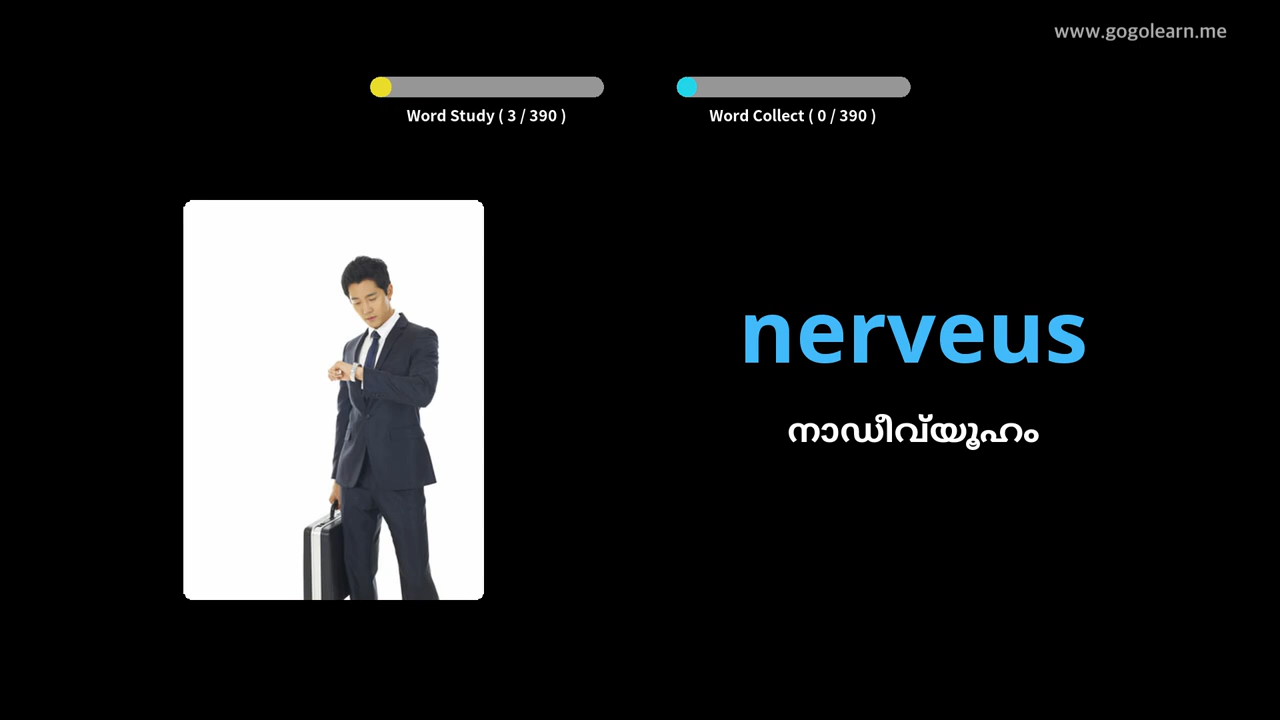 www.gogolearn.me
Word Study ( 3 / 390 )
Word Collect ( 0 / 390 )
nerveus
നാഡീവ്‌യൂഹം